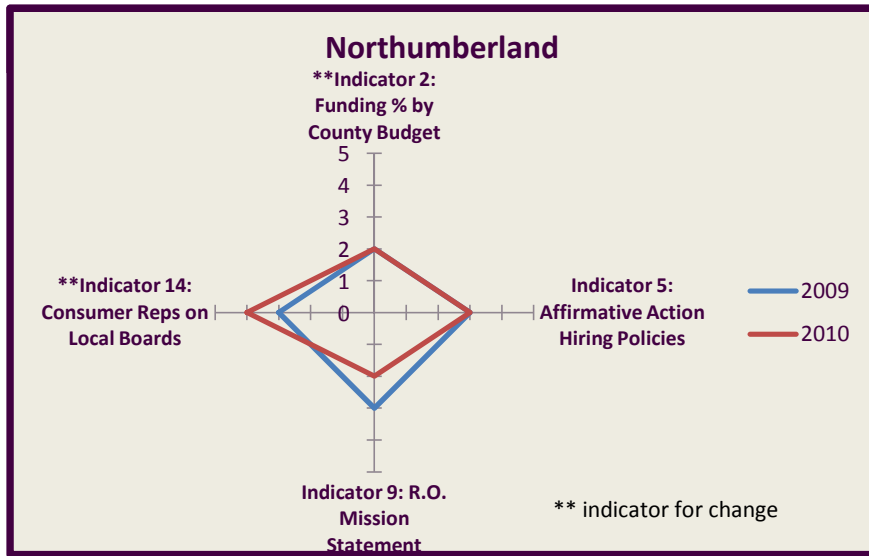 Northumberland
**Indicator 2:
Funding % by
County Budget
5
4
3
2
1
0
**Indicator 14:
Consumer Reps on
Local Boards
Indicator 5:
Affirmative Action
Hiring Policies
2009
2010
Indicator 9: R.O.
Mission
Statement
** indicator for change